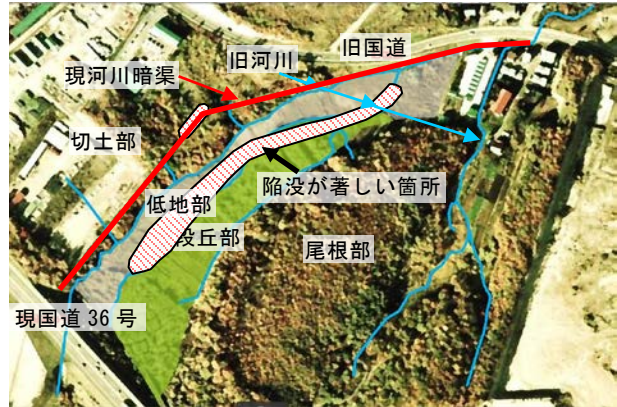 旧国道
旧河川
現河川暗渠
切土部
陥没が著しい箇所
低地部
段丘部
尾根部
現国道 36 号